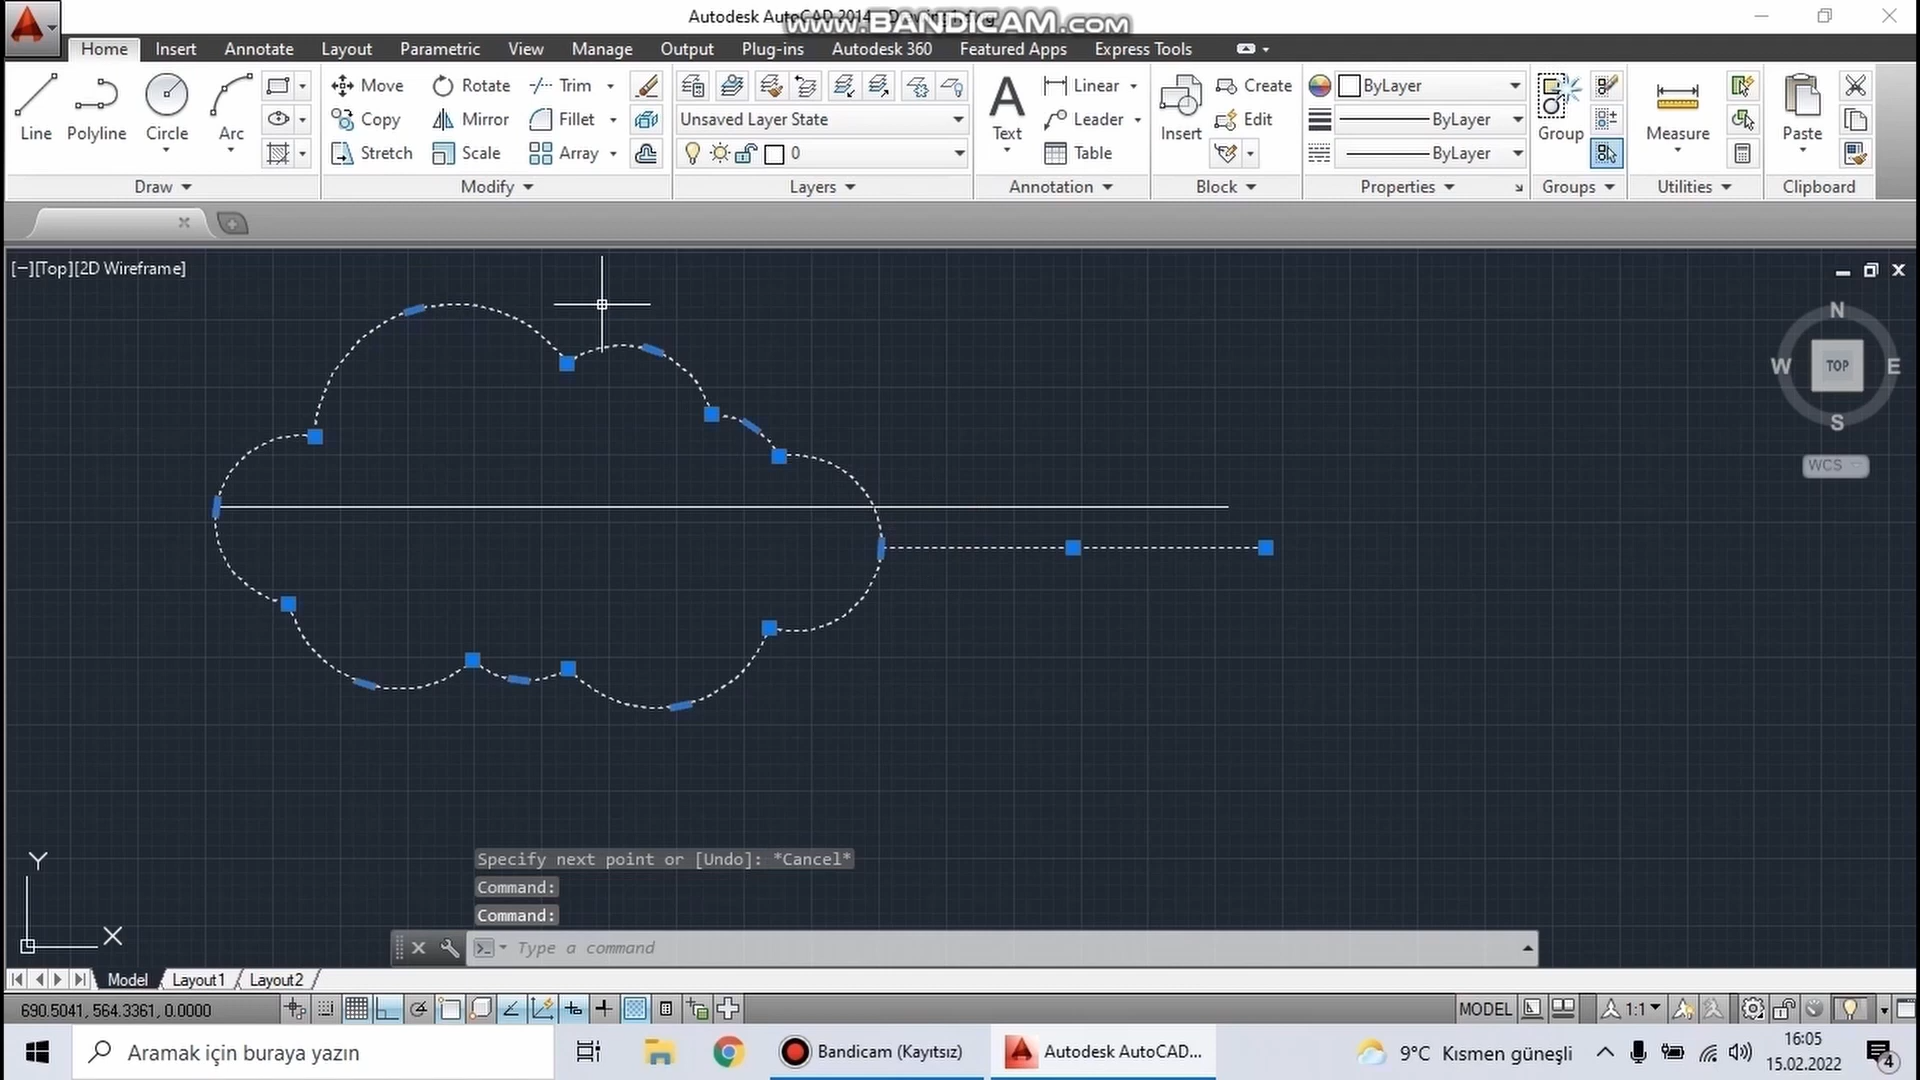 Autodesk AutoCAD 2014
www.BANDICAM.com
Home Insert Annotate Layout Parametric View Manage Output Plug-ins Autodesk 360 Featured Apps Express Tools
Line Polyline Circle Arc
Move Rotate Trim
Copy Mirror Fillet
Stretch Scale Array
Unsaved Layer State
0
Text
Linear
Leader
Table
Insert
Create
Edit
ByLayer
ByLayer
ByLayer
Group
Measure
Paste
Draw Modify Layers Annotation Block Properties Groups Utilities Clipboard
[−][Top][2D Wireframe]
N
W TOP E
S
WCS
Y
X
Specify next point or [Undo]: *Cancel*
Command:
Command:
Type a command
Model Layout1 Layout2
690.5041, 564.3361, 0.0000
MODEL
1:1
Aramak için buraya yazın
Bandicam (Kayıtsız)
Autodesk AutoCAD...
9°C Kısmen güneşli
16:05
15.02.2022
4